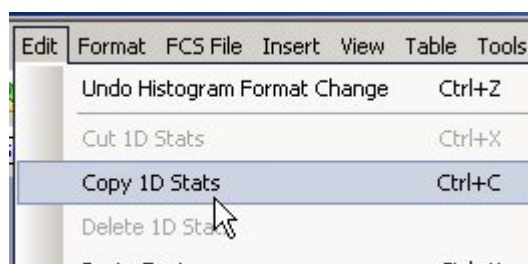 Edit Format FCS File Insert View Table Tools
Undo Histogram Format Change Ctrl+Z
Cut 1D Stats Ctrl+X
Copy 1D Stats Ctrl+C
Delete 1D Stats